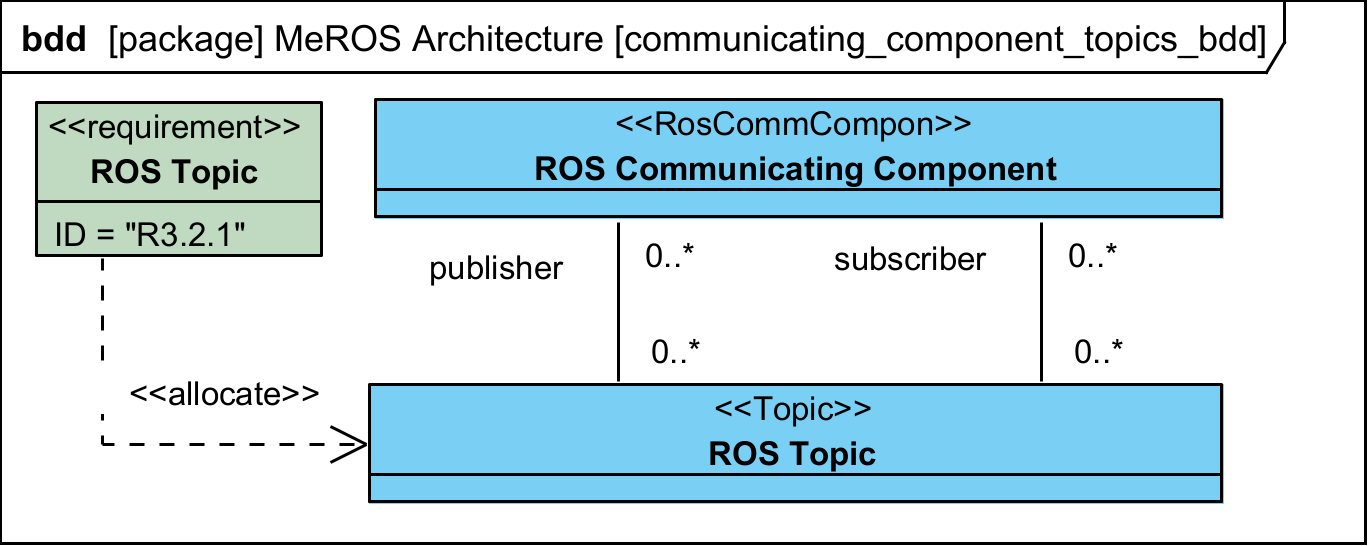 bdd [package] MeROS Architecture [communicating_component_topics_bdd]
<<requirement>>
ROS Topic
ID = "R3.2.1"
<<RosCommCompon>>
ROS Communicating Component
publisher
0..*
subscriber
0..*
0..*
0..*
<<allocate>>
<<Topic>>
ROS Topic